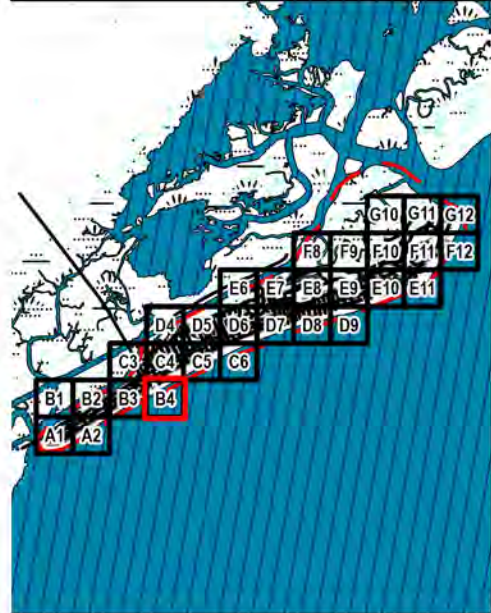 G10 G11 G12
F8 F9 F10 F11 F12
E6 E7 E8 E9 E10 E11
D4 D5 D6 D7 D8 D9
C3 C4 C5 C6
B1 B2 B3 B4
A1 A2